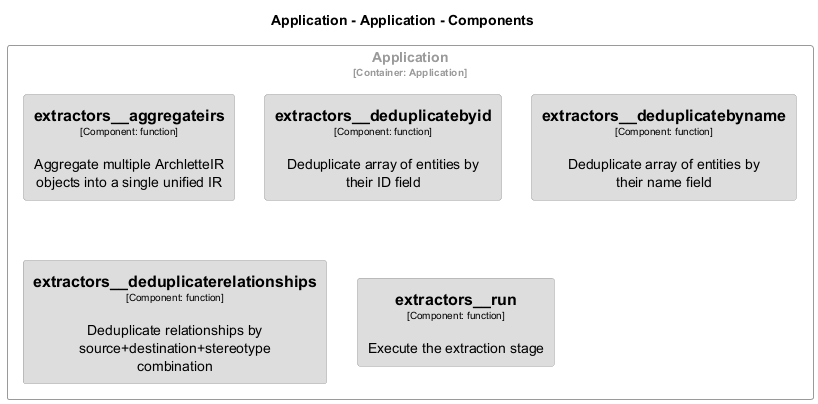 Application - Application - Components
Application
[Container: Application]
extractors__aggregateirs
[Component: function]
Aggregate multiple ArchletteIR
objects into a single unified IR
extractors__deduplicatebyid
[Component: function]
Deduplicate array of entities by
their ID field
extractors__deduplicatebyname
[Component: function]
Deduplicate array of entities by
their name field
extractors__deduplicaterelationships
[Component: function]
Deduplicate relationships by
source+destination+stereotype
combination
extractors__run
[Component: function]
Execute the extraction stage